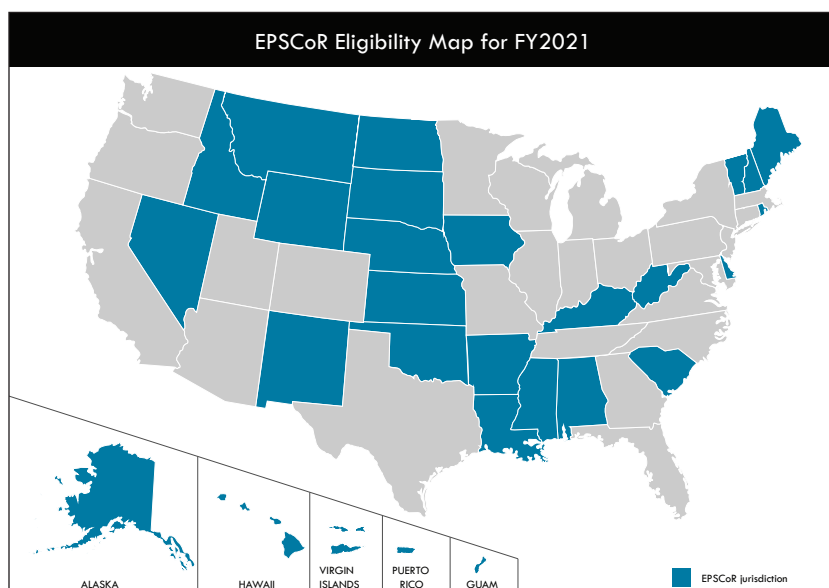 EPSCoR Eligibility Map for FY2021
ALASKA
HAWAII
VIRGIN
ISLANDS
PUERTO
RICO
GUAM
EPSCoR jurisdiction